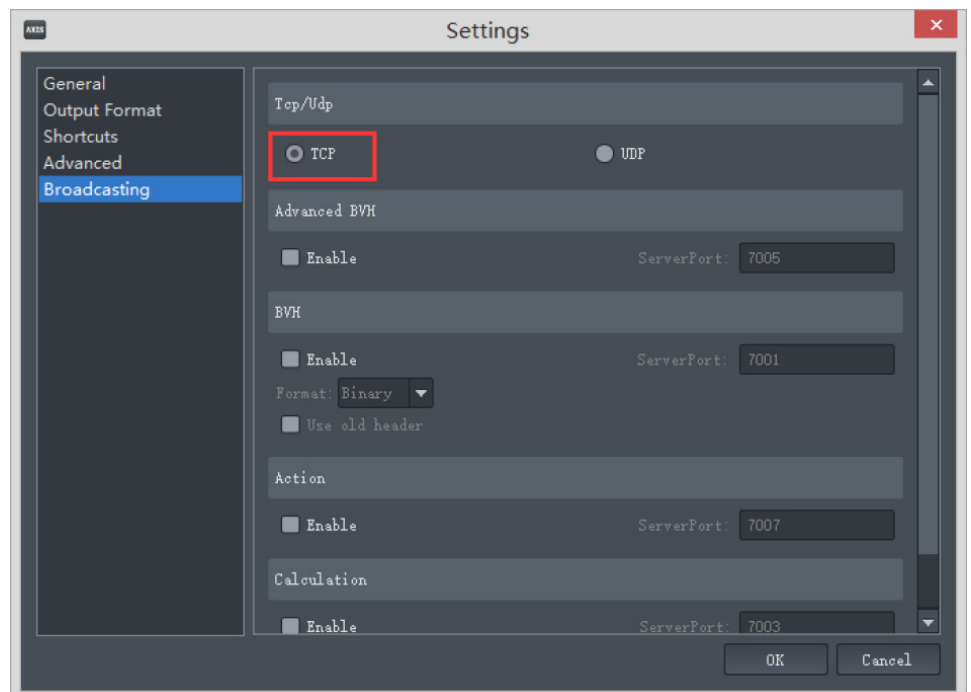 AXIS
Settings
General
Output Format
Shortcuts
Advanced
Broadcasting
Tcp/Udp
TCP UDP
Advanced BVH
Enable ServerPort: 7005
BVH
Enable ServerPort: 7001
Format: Binary
Use old header
Action
Enable ServerPort: 7007
Calculation
Enable ServerPort: 7003
OK Cancel